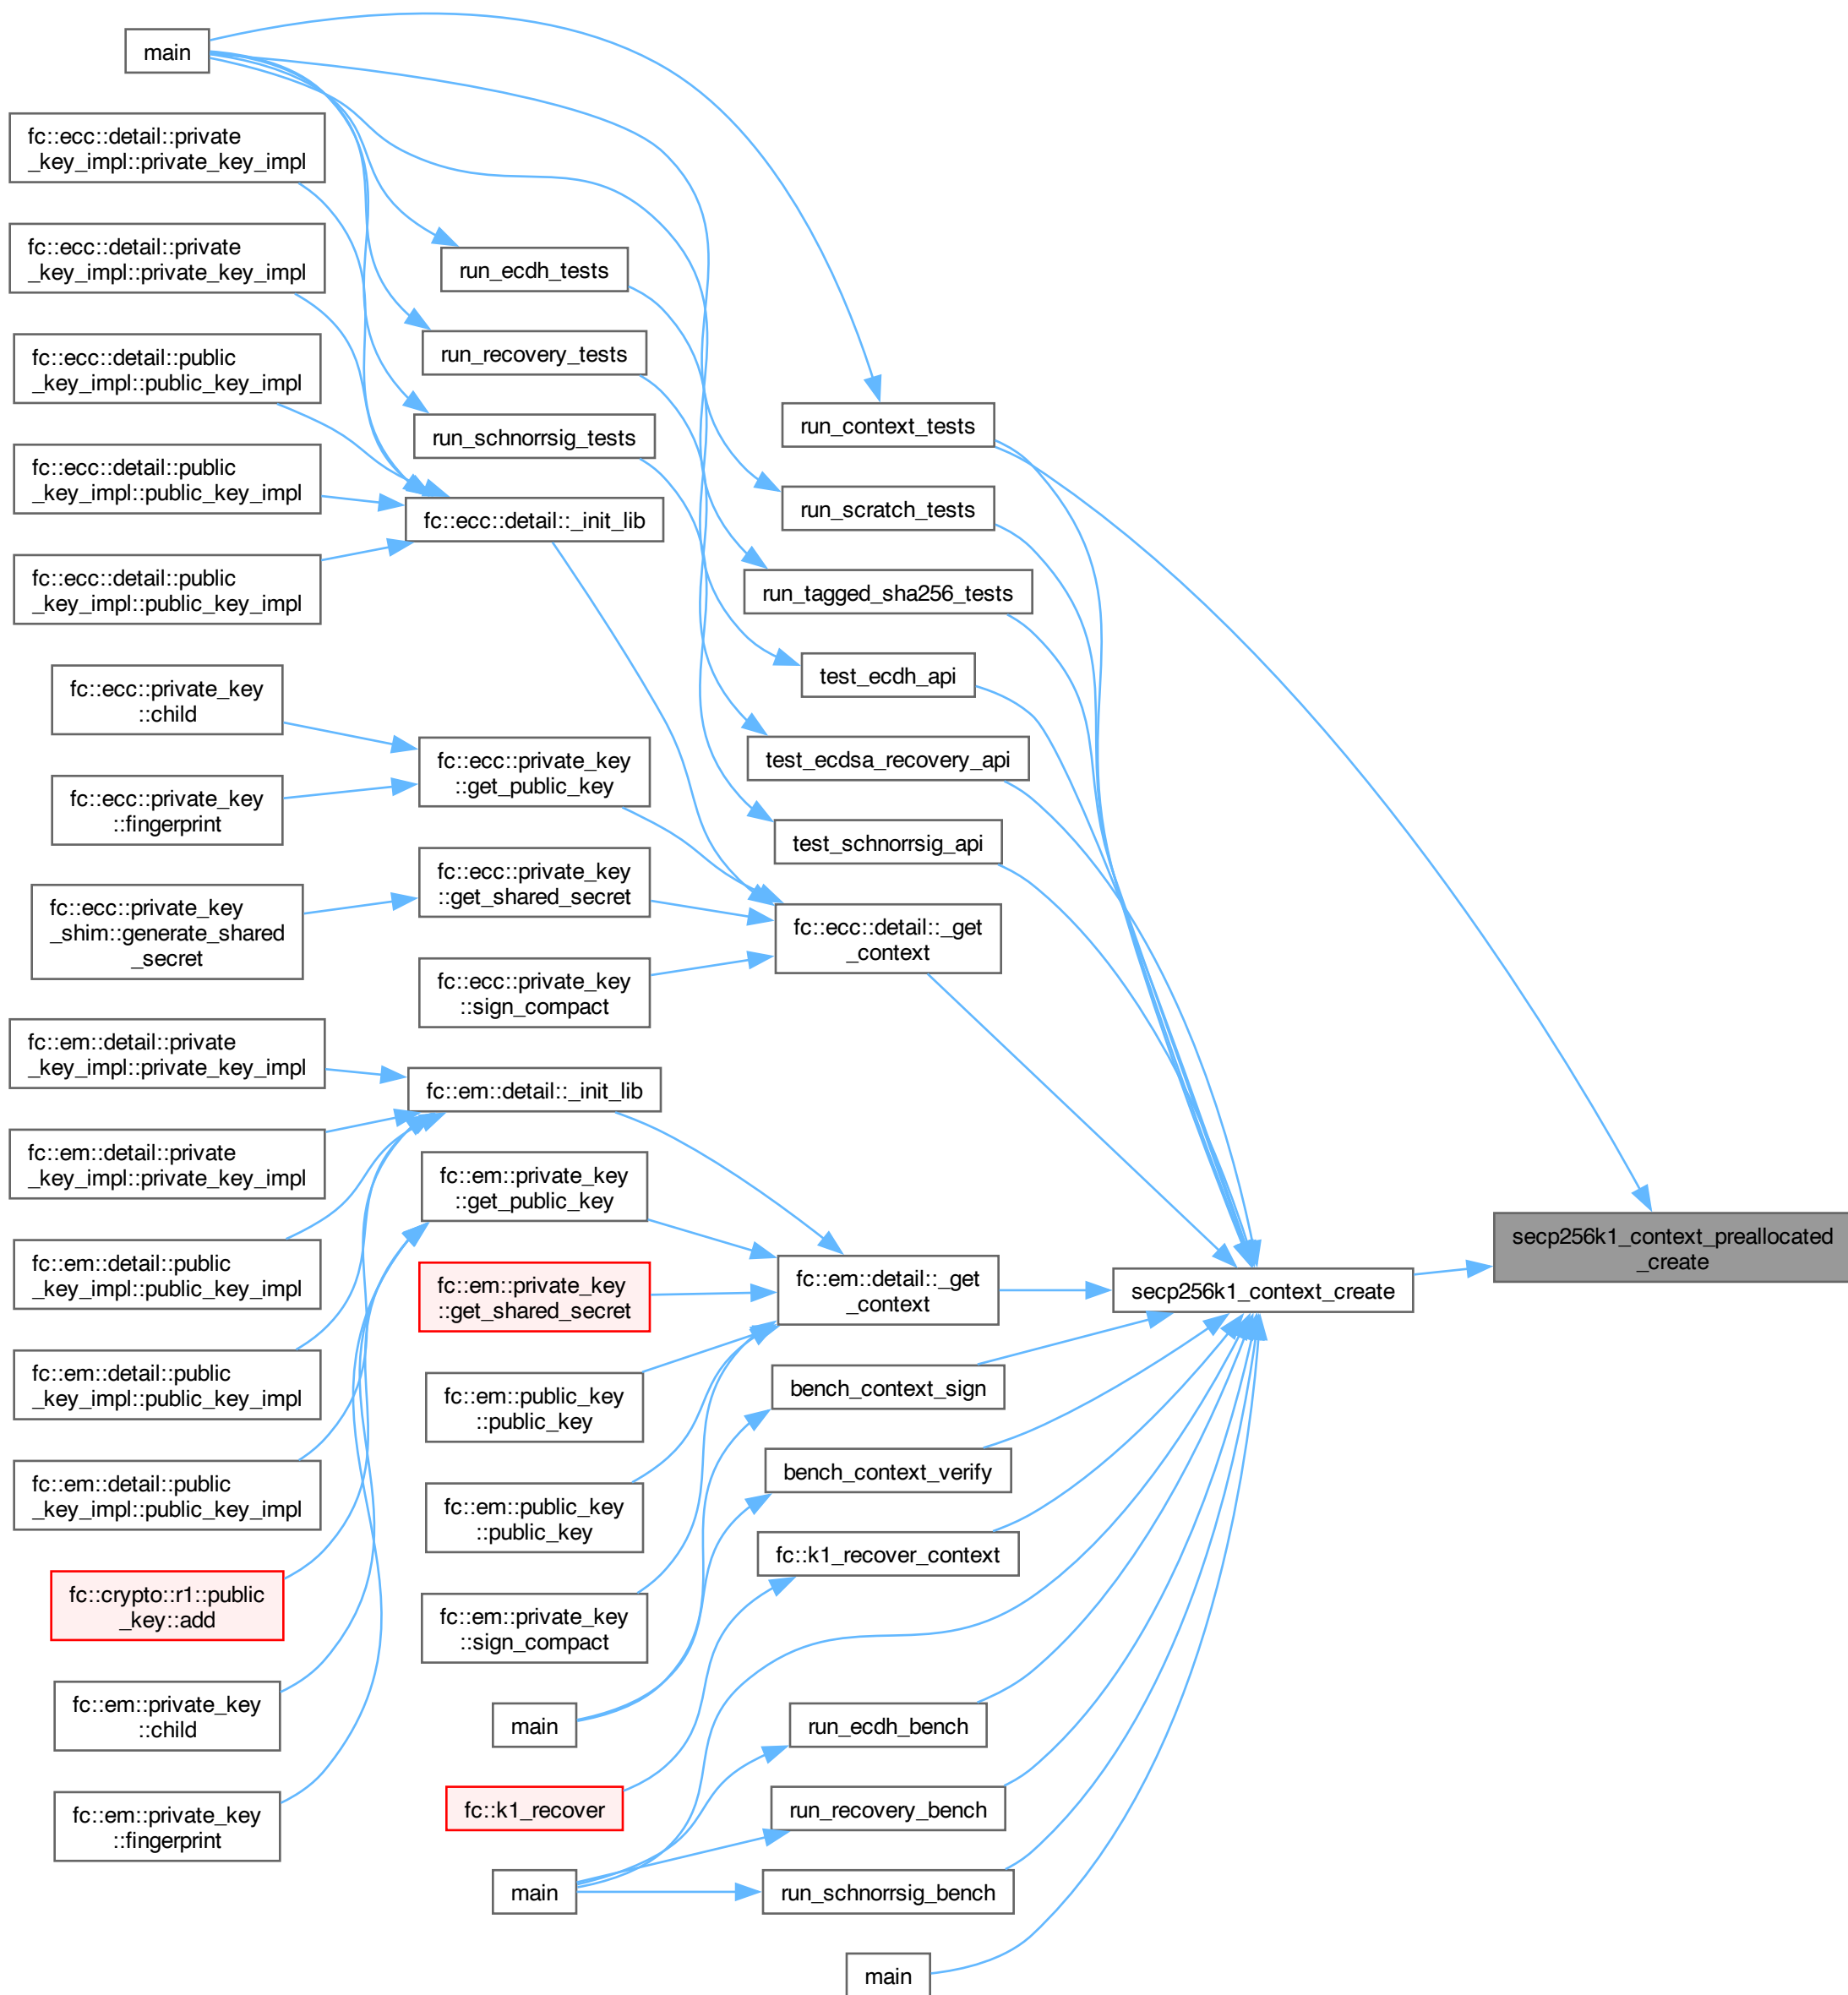 main
fc::ecc::detail::private
_key_impl::private_key_impl
fc::ecc::detail::private
_key_impl::private_key_impl
fc::ecc::detail::public
_key_impl::public_key_impl
fc::ecc::detail::public
_key_impl::public_key_impl
fc::ecc::detail::public
_key_impl::public_key_impl
fc::ecc::private_key
::child
fc::ecc::private_key
::fingerprint
fc::ecc::private_key
_shim::generate_shared
_secret
fc::em::detail::private
_key_impl::private_key_impl
fc::em::detail::private
_key_impl::private_key_impl
fc::em::detail::public
_key_impl::public_key_impl
fc::em::detail::public
_key_impl::public_key_impl
fc::em::detail::public
_key_impl::public_key_impl
fc::crypto::r1::public
_key::add
fc::em::private_key
::child
fc::em::private_key
::fingerprint
run_ecdh_tests
run_recovery_tests
run_schnorrsig_tests
fc::ecc::detail::_init_lib
fc::ecc::private_key
::get_public_key
fc::ecc::private_key
::get_shared_secret
fc::ecc::private_key
::sign_compact
fc::em::detail::_init_lib
fc::em::private_key
::get_public_key
fc::em::private_key
::get_shared_secret
fc::em::public_key
::public_key
fc::em::public_key
::public_key
fc::em::private_key
::sign_compact
main
fc::k1_recover
main
run_context_tests
run_scratch_tests
run_tagged_sha256_tests
test_ecdh_api
test_ecdsa_recovery_api
test_schnorrsig_api
fc::ecc::detail::_get
_context
fc::em::detail::_get
_context
bench_context_sign
bench_context_verify
fc::k1_recover_context
run_ecdh_bench
run_recovery_bench
run_schnorrsig_bench
main
secp256k1_context_create
secp256k1_context_preallocated
_create